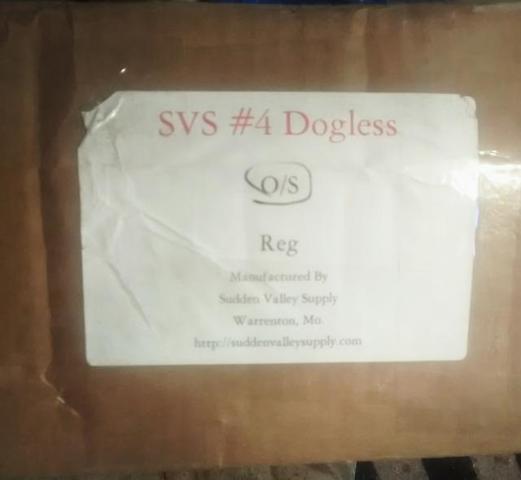 SVS #4 Dogless
O/S
Reg
Manufactured By
Sudden Valley Supply
Warrenton, Mo.
http://suddenvalleysupply.com